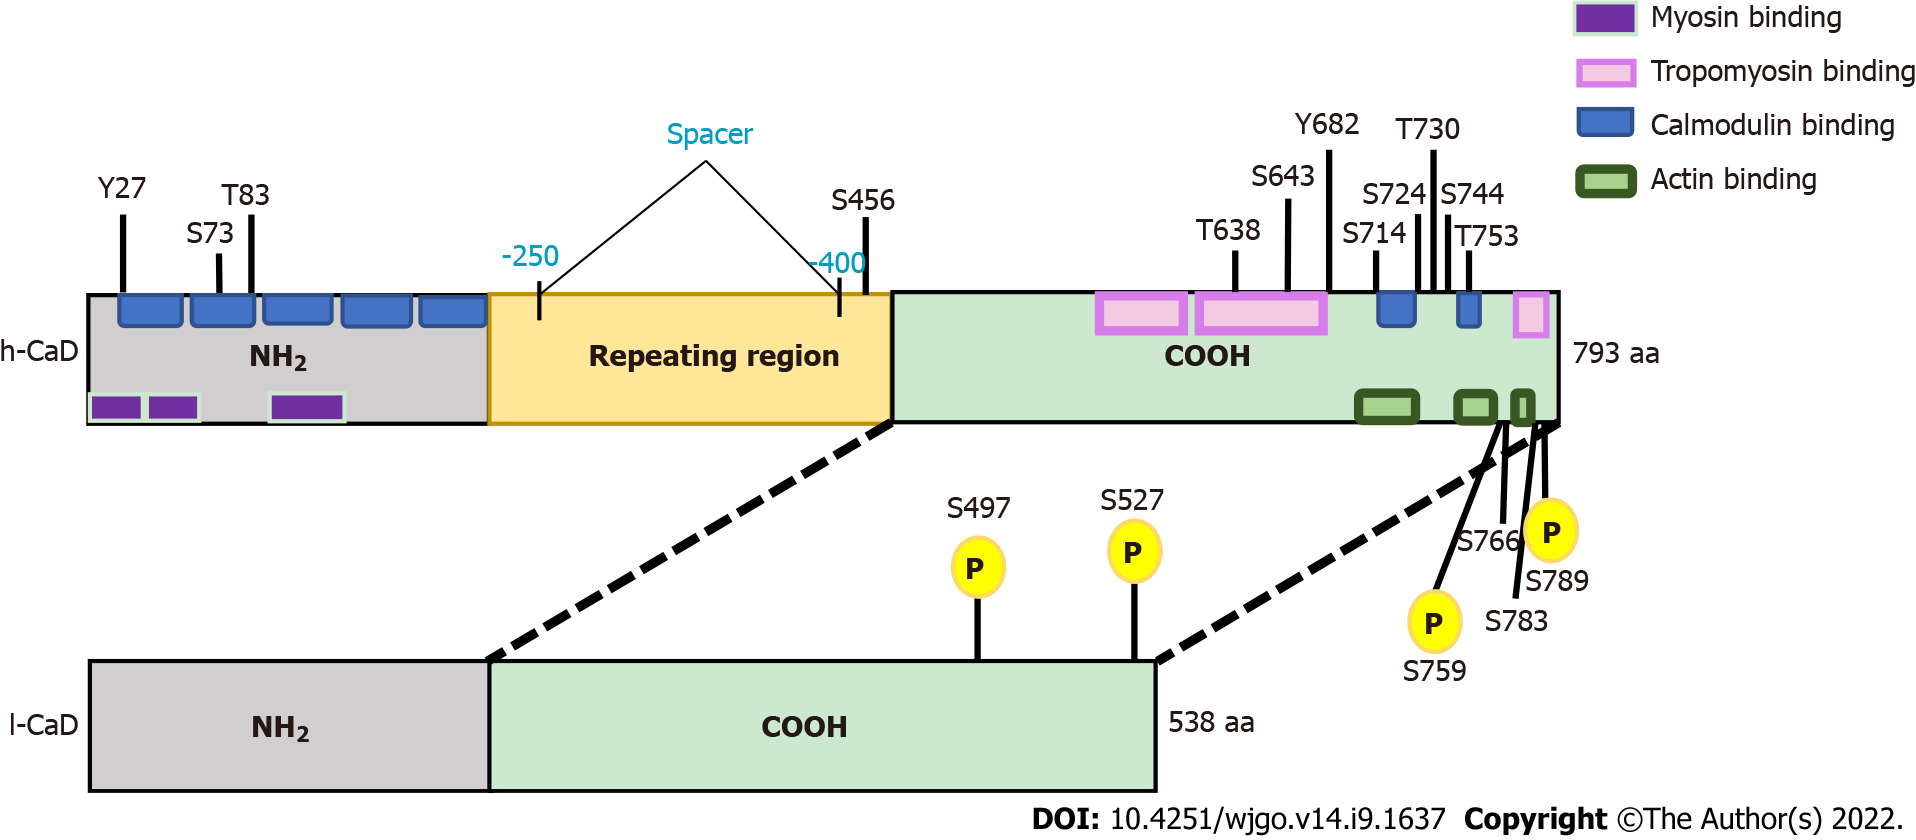 Myosin binding
Tropomyosin binding
Calmodulin binding
Actin binding
Spacer
-250
-400
Y27
S73
T83
S456
T638
S643
Y682
S714
S724
T730
S744
T753
h-CaD
NH2
Repeating region
COOH
793 aa
S766
P
S789
S783
P
S759
S497
P
S527
P
l-CaD
NH2
COOH
538 aa
DOI: 10.4251/wjgo.v14.i9.1637 Copyright ©The Author(s) 2022.